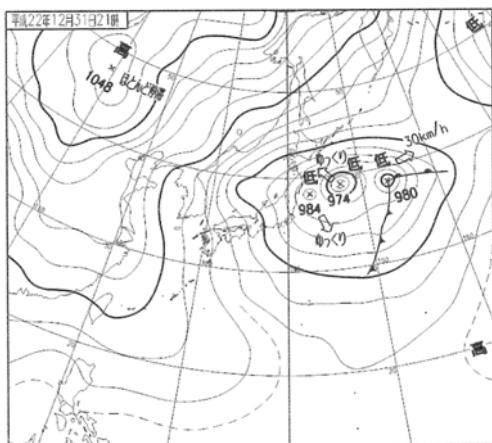 平成22年12月31日21時
高
1048
ほとんど停滞
低
30km/h
ゆっくり
低
低
低
974
980
984
ゆっくり
高